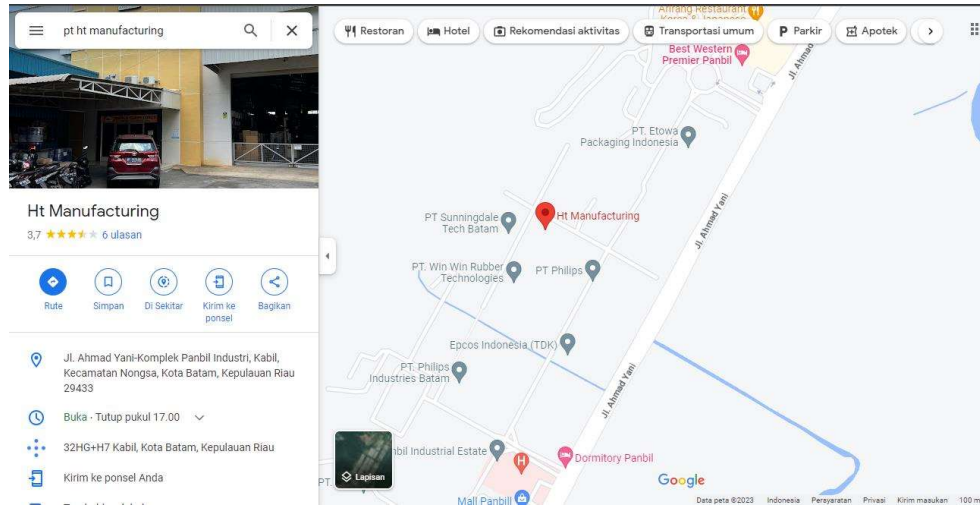 pt ht manufacturing
Ht Manufacturing
3,7
6 ulasan
Rute
Simpan
Di Sekitar
Kirim ke
ponsel
Bagikan
Jl. Ahmad Yani-Komplek Panbil Industri, Kabil,
Kecamatan Nongsa, Kota Batam, Kepulauan Riau
29433
Buka · Tutup pukul 17.00
32HG+H7 Kabil, Kota Batam, Kepulauan Riau
Kirim ke ponsel Anda
Restoran
Hotel
Rekomendasi aktivitas
Transportasi umum
P Parkir
Apotek
Best Western
Premier Panbil
Jl. Ahmad
PT. Etowa
Packaging Indonesia
PT Sunningdale
Tech Batam
Ht Manufacturing
Jl. Ahmad Yani
PT. Win Win Rubber
Technologies
PT Philips
Epcos Indonesia (TDK)
PT. Philips
Industries Batam
Jl. Ahmad Yani
nbil Industrial Estate
H
Dormitory Panbil
Lapisan
PT.
Mall Panbill
Google
Data peta ©2023
Indonesia
Persyaratan
Privasi
Kirim masukan
100 m